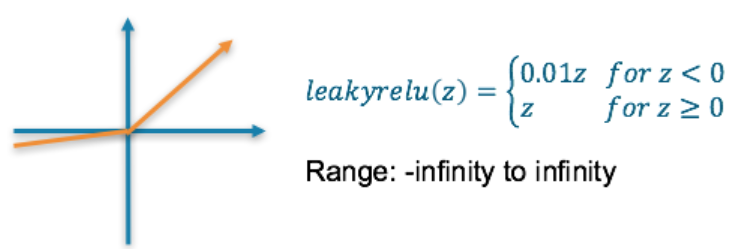 leakyrelu(z) = {0.01z for z < 0
z for z ≥ 0
Range: -infinity to infinity